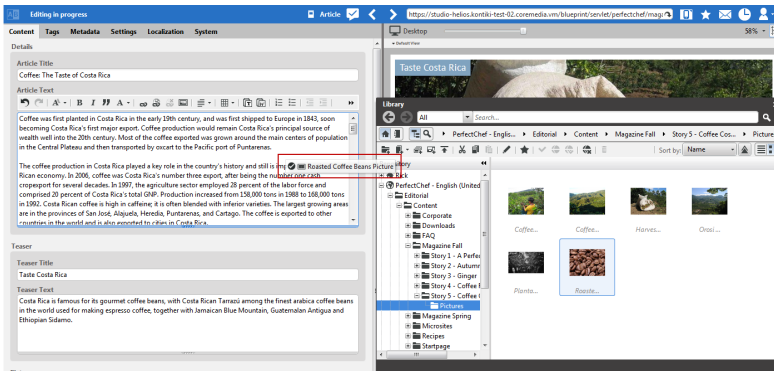 Editing in progress
Article
https://studio-helios.kontiki-test-02.coremedia.vm/blueprint/servlet/perfectchef/maga
Content Tags Metadata Settings Localization System
Desktop
58%
Details
Default View
Article Title
Coffee: The Taste of Costa Rica
Taste Costa Rica
Article Text
Coffee was first planted in Costa Rica in the early 19th century, and was first shipped to Europe in 1843, soon
becoming Costa Rica's first major export. Coffee production would remain Costa Rica's principal source of
wealth well into the 20th century. Most of the coffee exported was grown around the main centers of population
in the Central Plateau and then transported by oxcart to the Pacific port of Puntarenas.
The coffee production in Costa Rica played a key role in the country's history and still is imp
Roasted Coffee Beans Picture
Rican economy. In 2006, coffee was Costa Rica's number three export, after being the number one cash
cropexport for several decades. In 1997, the agriculture sector employed 28 percent of the labor force and
comprised 20 percent of Costa Rica's total GNP. Production increased from 158,000 tons in 1988 to 168,000 tons
in 1992. Costa Rican coffee is high in caffeine; it is often blended with inferior varieties. The largest growing areas
are in the provinces of San José, Alajuela, Heredia, Puntarenas, and Cartago. The coffee is exported to other
countries in the world and is also exported to cities in Costa Rica.
Teaser
Teaser Title
Taste Costa Rica
Teaser Text
Costa Rica is famous for its gourmet coffee beans, with Costa Rican Tarrazú among the finest arabica coffee beans
in the world used for making espresso coffee, together with Jamaican Blue Mountain, Guatemalan Antigua and
Ethiopian Sidamo.
Library
All
Search...
PerfectChef - Englis... Editorial Content Magazine Fall Story 5 - Coffee Cos... Picture
Sort by: Name
Rick
PerfectChef - English (United
Editorial
Content
Corporate
Downloads
FAQ
Magazine Fall
Story 1 - A Perfec
Story 2 - Autumn
Story 3 - Ginger
Story 4 - Coffee
Story 5 - Coffee
Pictures
Magazine Spring
Microsites
Recipes
Startpage
Coffee... Coffee... Harves... Orosi ...
Planta... Roaste...